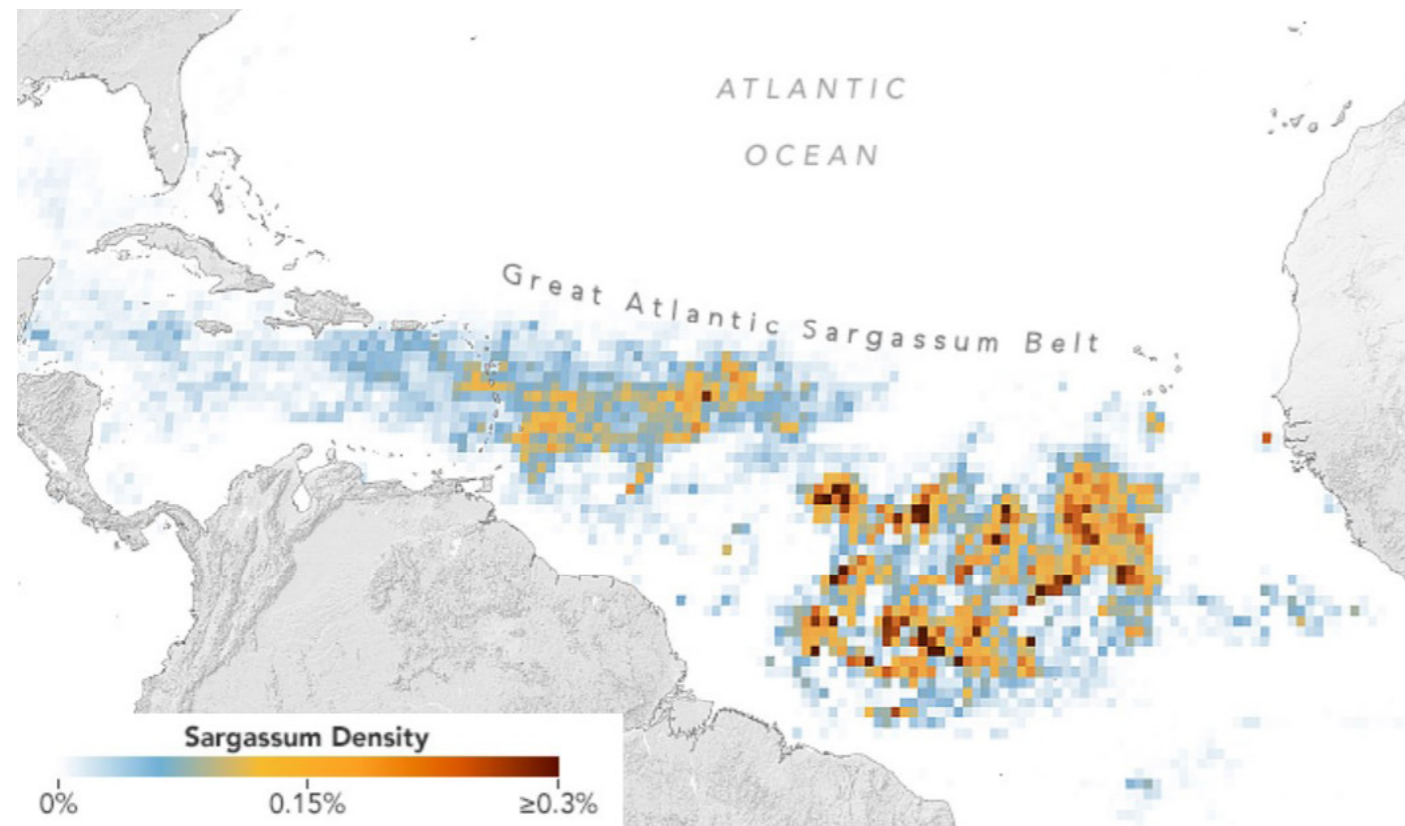 ATLANTIC
OCEAN
Great Atlantic Sargassum Belt
Sargassum Density
0% 0.15% ≥0.3%